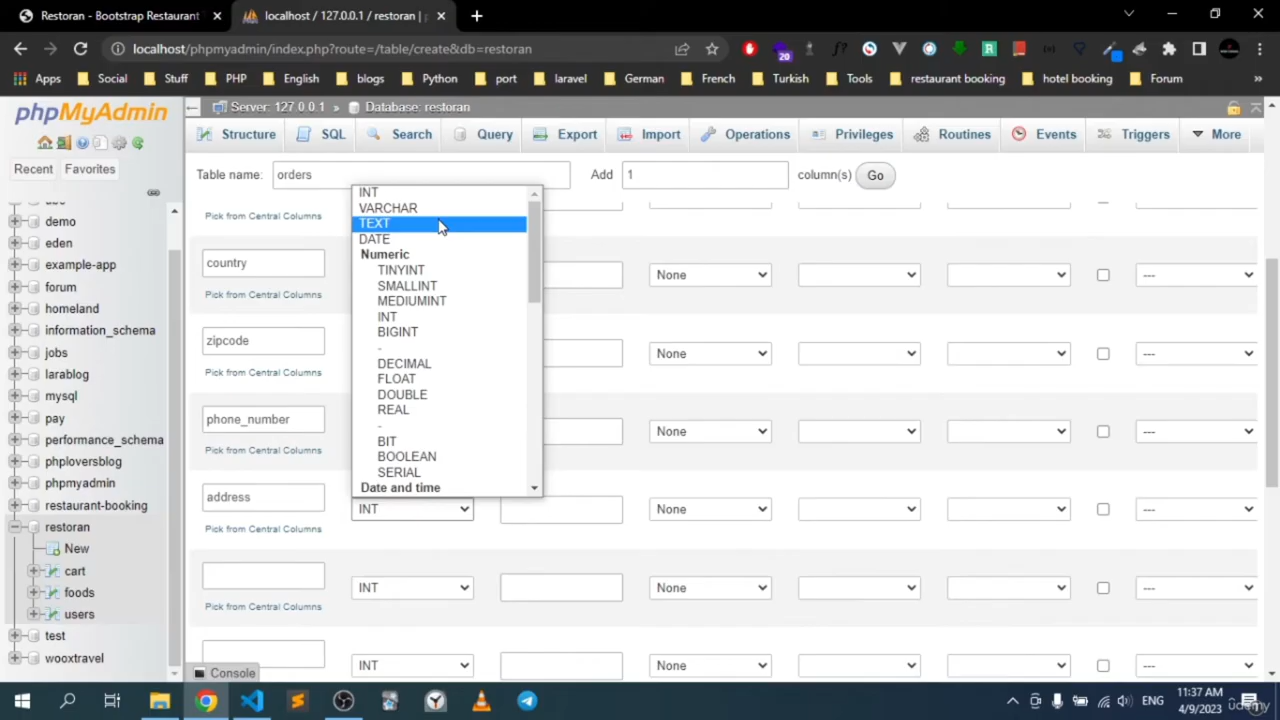 Restoran - Bootstrap Restaurant
localhost / 127.0.0.1 / restoran | p
localhost/phpmyadmin/index.php?route=/table/create&db=restoran
20
Apps
Social
Stuff
PHP
English
blogs
Python
port
laravel
German
French
Turkish
Tools
restaurant booking
hotel booking
Forum
phpMyAdmin
Recent
Favorites
demo
eden
example-app
forum
homeland
information_schema
jobs
larablog
mysql
pay
performance_schema
phploversblog
phpmyadmin
restaurant-booking
restoran
New
cart
foods
users
test
wooxtravel
Server: 127.0.0.1 » Database: restoran
Structure
SQL
Search
Query
Export
Import
Operations
Privileges
Routines
Events
Triggers
More
Table name: orders Add 1 column(s) Go
Pick from Central Columns
country
None
---
Pick from Central Columns
zipcode
None
---
Pick from Central Columns
phone_number
None
---
Pick from Central Columns
address
INT
None
---
Pick from Central Columns
INT
None
---
Pick from Central Columns
INT
None
---
INT
VARCHAR
TEXT
DATE
Numeric
TINYINT
SMALLINT
MEDIUMINT
INT
BIGINT
-
DECIMAL
FLOAT
DOUBLE
REAL
-
BIT
BOOLEAN
SERIAL
Date and time
Console
ENG
11:37 AM
4/9/2023
udemy